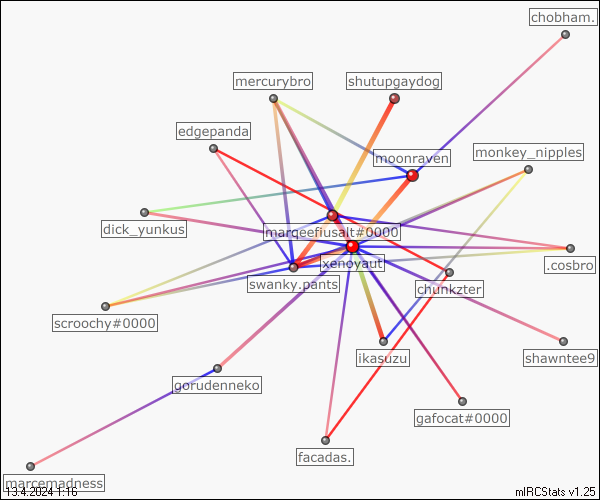 chobham.
mercurybro
shutupgaydog
edgepanda
moonraven
monkey_nipples
dick_yunkus
marqeefiusalt#0000
xenoyaut
.cosbro
swanky.pants
chunkzter
scroochy#0000
ikasuzu
shawntee9
gorudenneko
gafocat#0000
facadas.
marcemadness
13.4.2024 1:16
mIRCStats v1.25